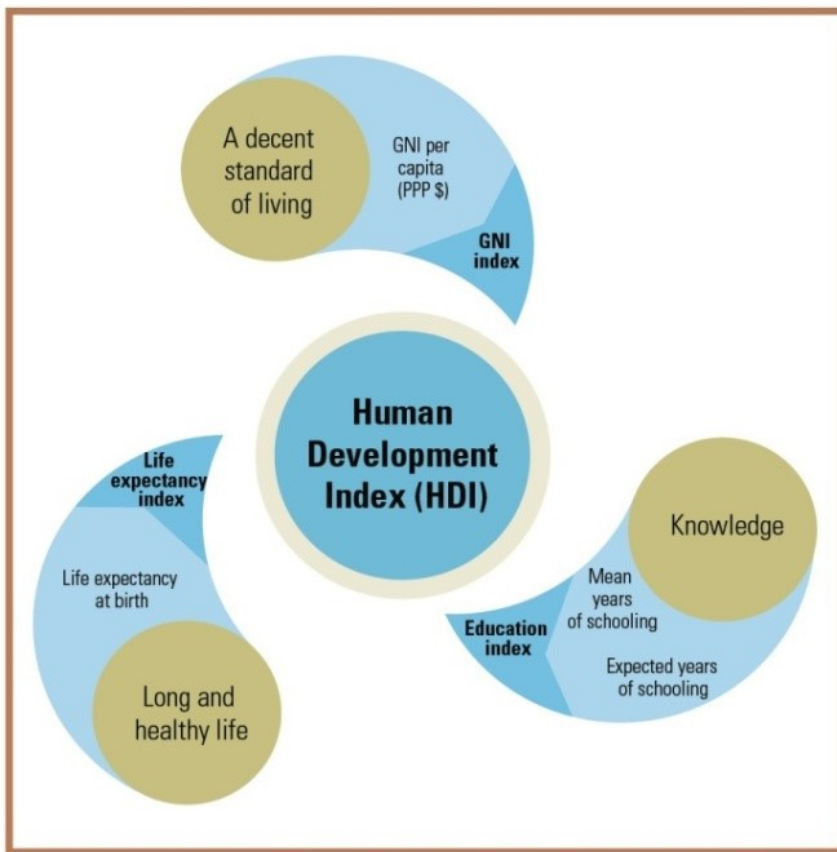 A decent
standard
of living
GNI per
capita
(PPP $)
GNI
index
Human
Development
Index (HDI)
Life
expectancy
index
Life expectancy
at birth
Long and
healthy life
Knowledge
Mean
years
of schooling
Expected years
of schooling
Education
index